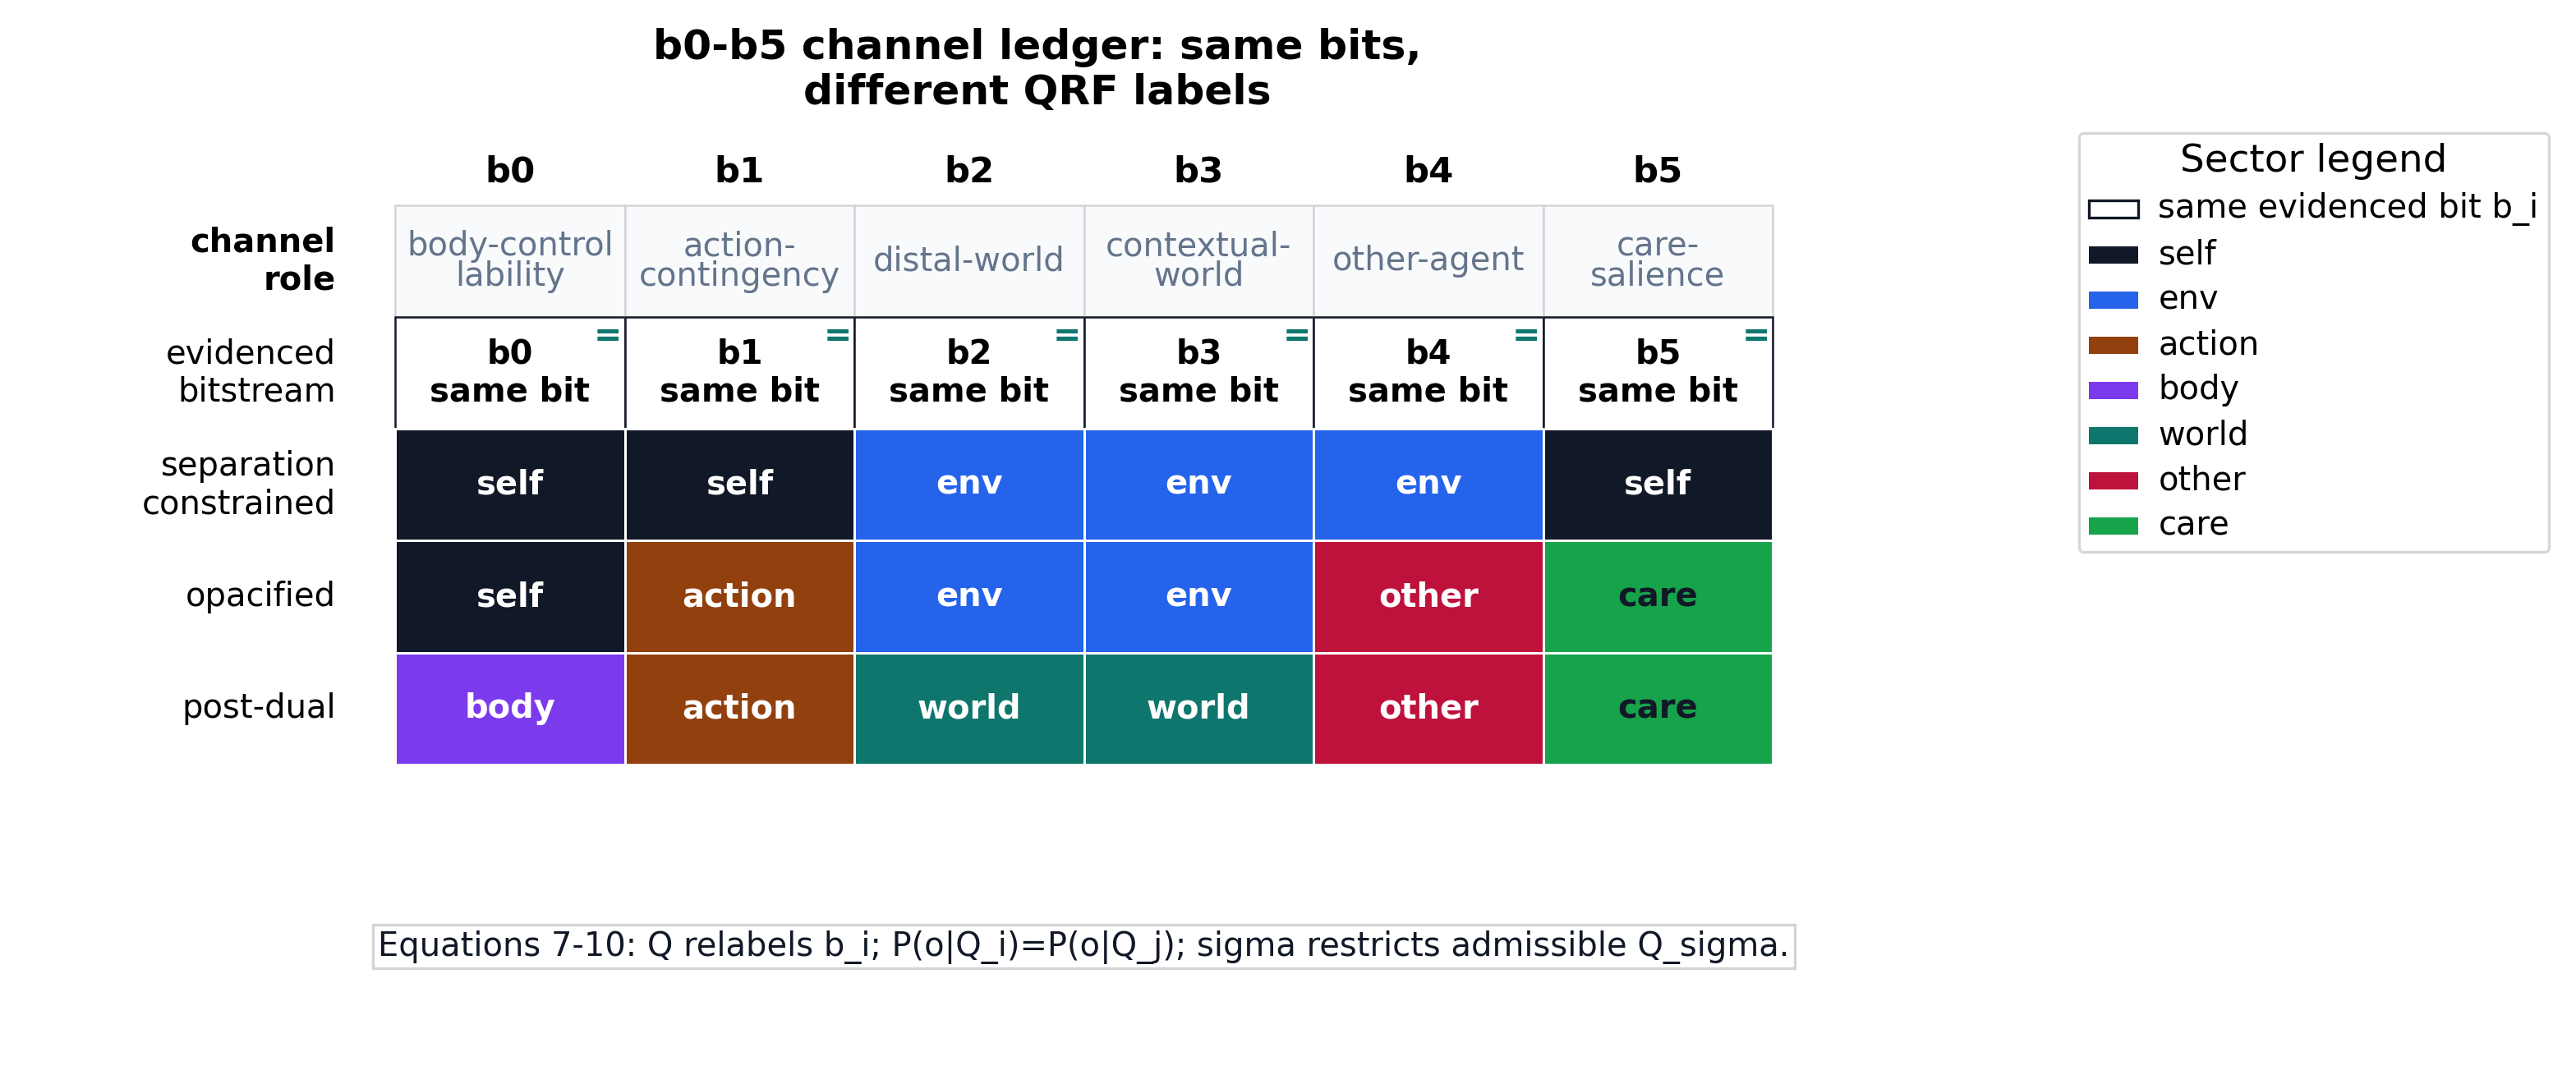 b0-b5 channel ledger: same bits,
different QRF labels
b0 b1 b2 b3 b4 b5
channel
role
body-control
lability
action-
contingency
distal-world
contextual-
world
other-agent
care-
salience
evidenced
bitstream
b0 =
same bit
b1 =
same bit
b2 =
same bit
b3 =
same bit
b4 =
same bit
b5 =
same bit
separation
constrained
self self env env env self
opacified
self action env env other care
post-dual
body action world world other care
Sector legend
same evidenced bit b_i
self
env
action
body
world
other
care
Equations 7-10: Q relabels b_i; P(o|Q_i)=P(o|Q_j); sigma restricts admissible Q_sigma.